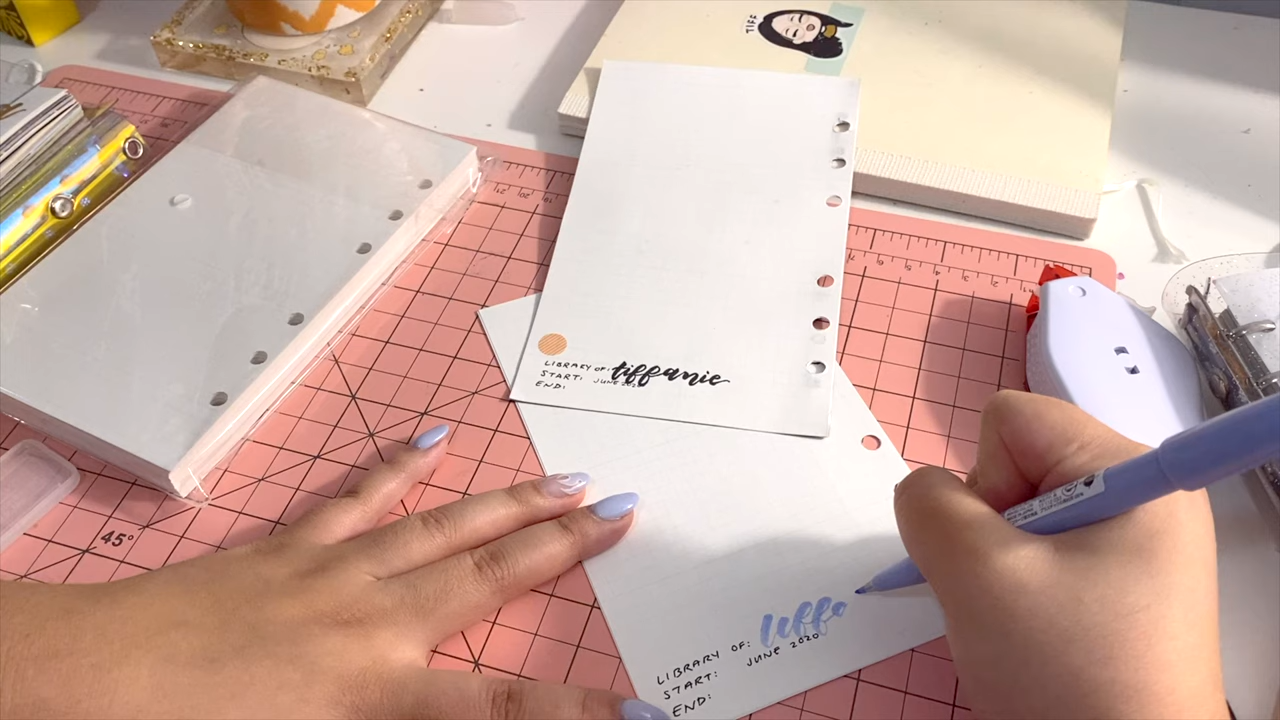 TIFF
LIBRARY OF: tiffanie
START: JUNE 2020
END:
LIBRARY OF: tiffa
START: JUNE 2020
END:
45°